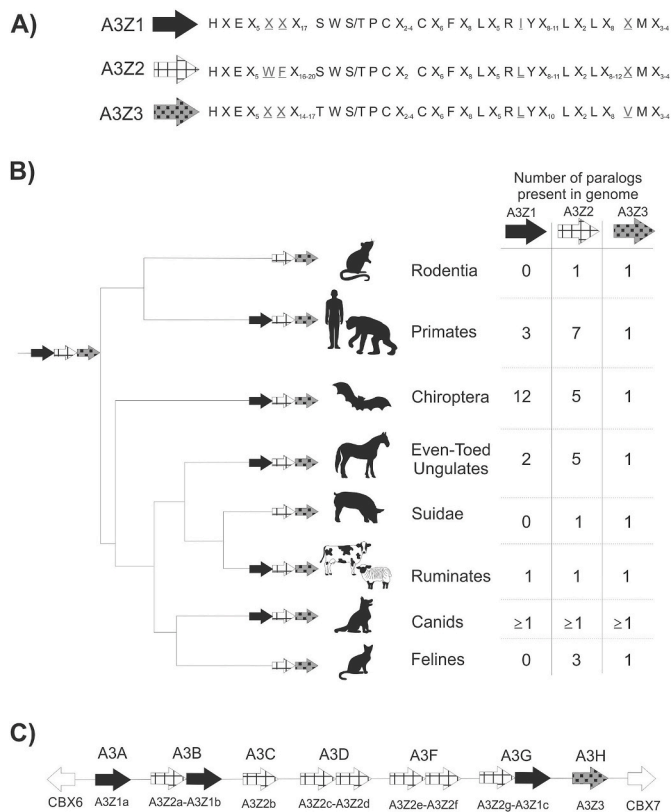 A)
A3Z1 H X E X5 X X X17 S W S/T P C X2-4 C X6 F X8 L X5 R I Y X8-11 L X2 L X8 X M X3-4
A3Z2 H X E X5 W F X16-20 S W S/T P C X2 C X6 F X8 L X5 R L Y X8-11 L X2 L X8-12 X M X3-4
A3Z3 H X E X5 X X X14-17 T W S/T P C X2-4 C X6 F X8 L X5 R L Y X10 L X2 L X6 V M X3-4
B)
Number of paralogs
present in genome
A3Z1 A3Z2 A3Z3
Rodentia 0 1 1
Primates 3 7 1
Chiroptera 12 5 1
Even-Toed
Ungulates 2 5 1
Suidae 0 1 1
Ruminates 1 1 1
Canids ≥1 ≥1 ≥1
Felines 0 3 1
C)
A3A A3B A3C A3D A3F A3G A3H
CBX6 A3Z1a A3Z2a-A3Z1b A3Z2b A3Z2c-A3Z2d A3Z2e-A3Z2f A3Z2g-A3Z1c A3Z3 CBX7